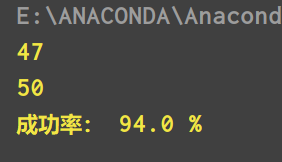 E:\ANACONDA\Anacond
47
50
成功率： 94.0 %